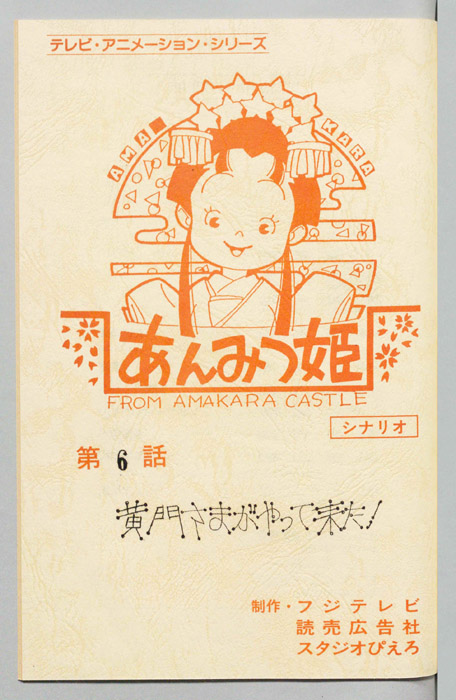 テレビ・アニメーション・シリーズ
AMA KARA
あんみつ姫
FROM AMAKARA CASTLE
シナリオ
第6話
黄門さまがやって来た!
制作・フジテレビ
読売広告社
スタジオぴえろ